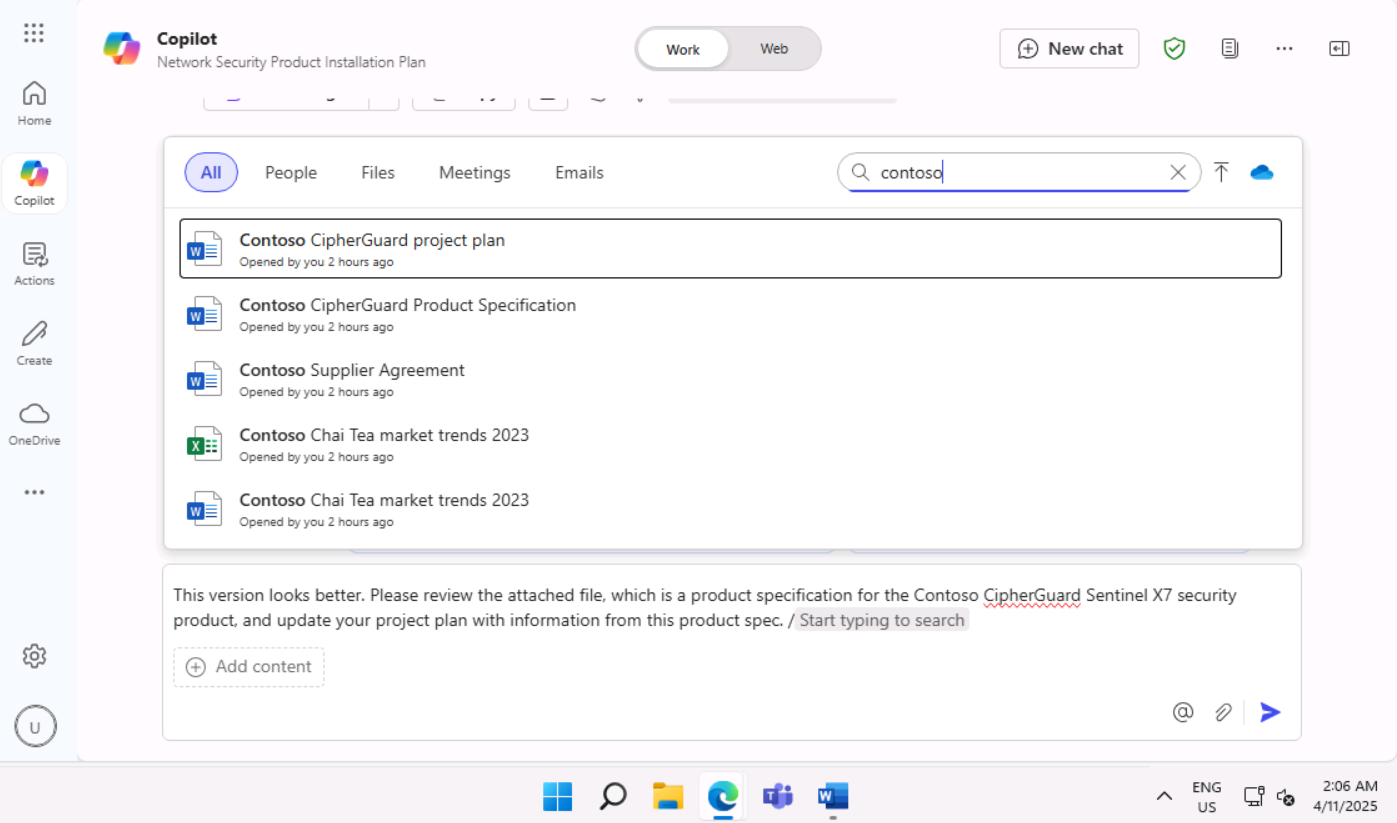 Copilot
Network Security Product Installation Plan
Work
Web
New chat
Home
Copilot
Actions
Create
OneDrive
All
People
Files
Meetings
Emails
contoso
Contoso CipherGuard project plan
Opened by you 2 hours ago
Contoso CipherGuard Product Specification
Opened by you 2 hours ago
Contoso Supplier Agreement
Opened by you 2 hours ago
Contoso Chai Tea market trends 2023
Opened by you 2 hours ago
Contoso Chai Tea market trends 2023
Opened by you 2 hours ago
This version looks better. Please review the attached file, which is a product specification for the Contoso CipherGuard Sentinel X7 security
product, and update your project plan with information from this product spec. / Start typing to search
Add content
U
ENG
US
2:06 AM
4/11/2025